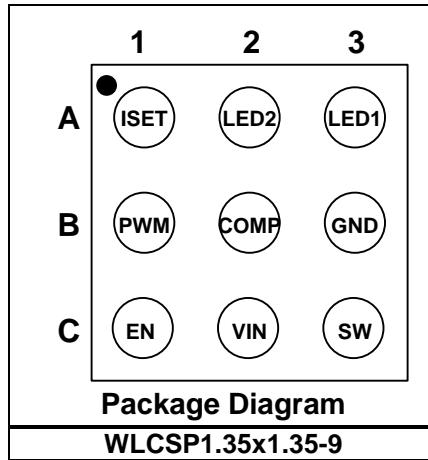 1 2 3
A ISET LED2 LED1
B PWM COMP GND
C EN VIN SW
Package Diagram
WLCSP1.35x1.35-9